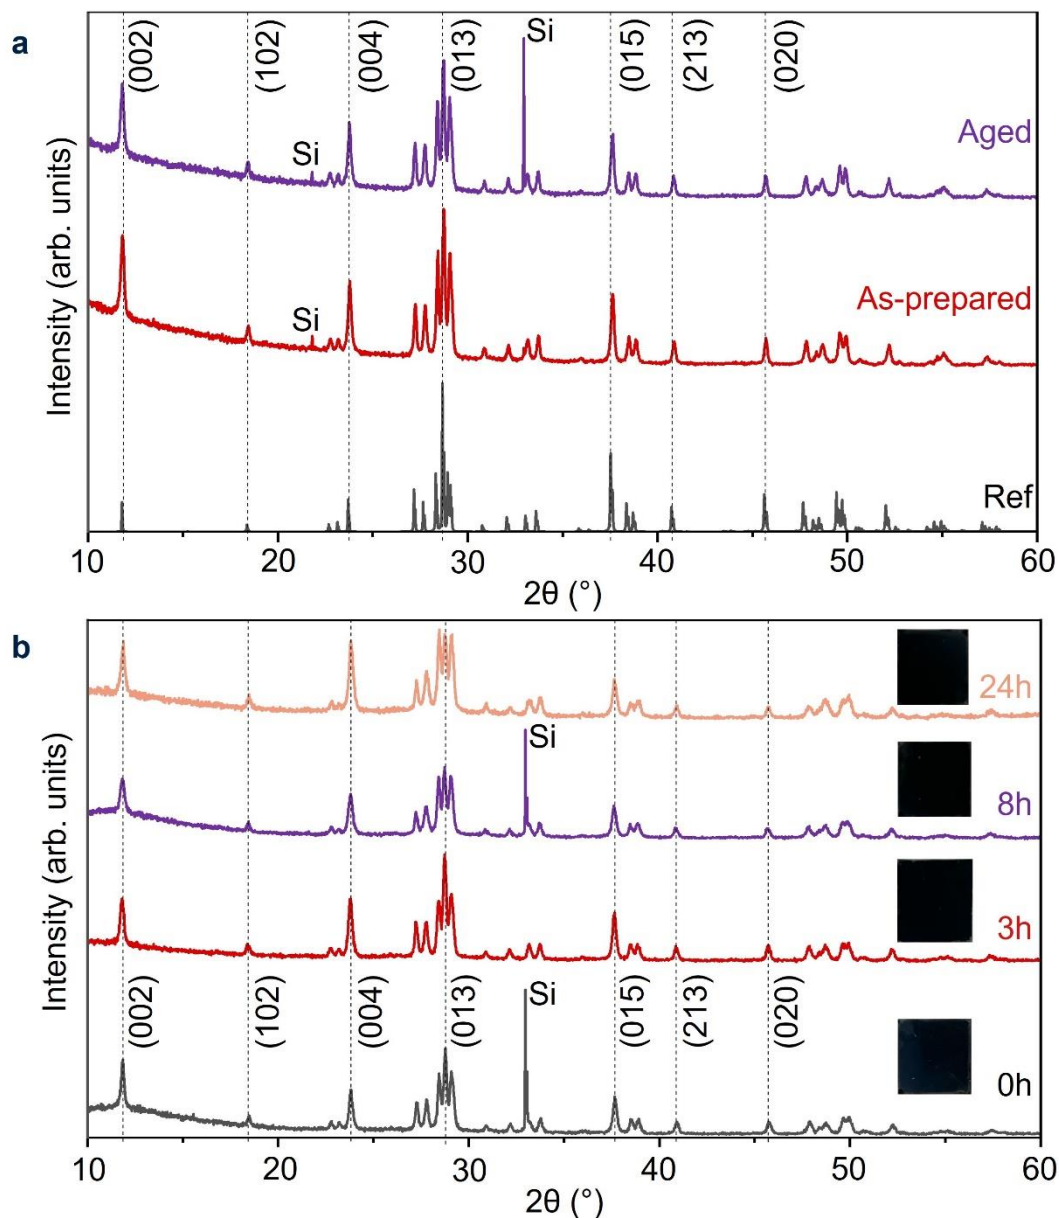 a
(002)
(102)
(004)
(013)
Si
(015)
(213)
(020)
Aged
Si
As-prepared
Si
Ref
Intensity (arb. units)
10 20 30 40 50 60
2θ (°)
b
24h
Si
8h
3h
(002)
(102)
(004)
(013)
Si
(015)
(213)
(020)
0h
Intensity (arb. units)
10 20 30 40 50 60
2θ (°)